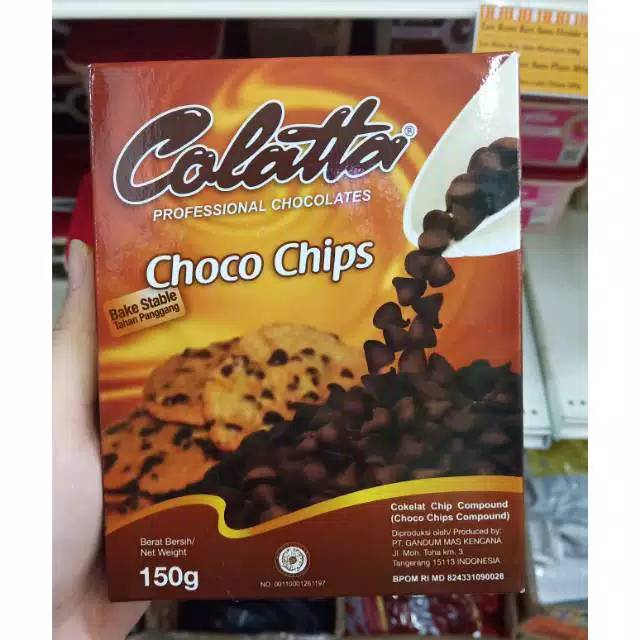 Colatta®
PROFESSIONAL CHOCOLATES
Choco Chips
Bake Stable
Tahan Panggang
Cokelat Chip Compound
(Choco Chips Compound)
Diproduksi oleh/ Produced by:
PT. GANDUM MAS KENCANA
Jl. Moh. Toha km. 3
Tangerang 15113 INDONESIA
BPOM RI MD 824331090028
Berat Bersih/
Net Weight
150g
NO. 00110001261197